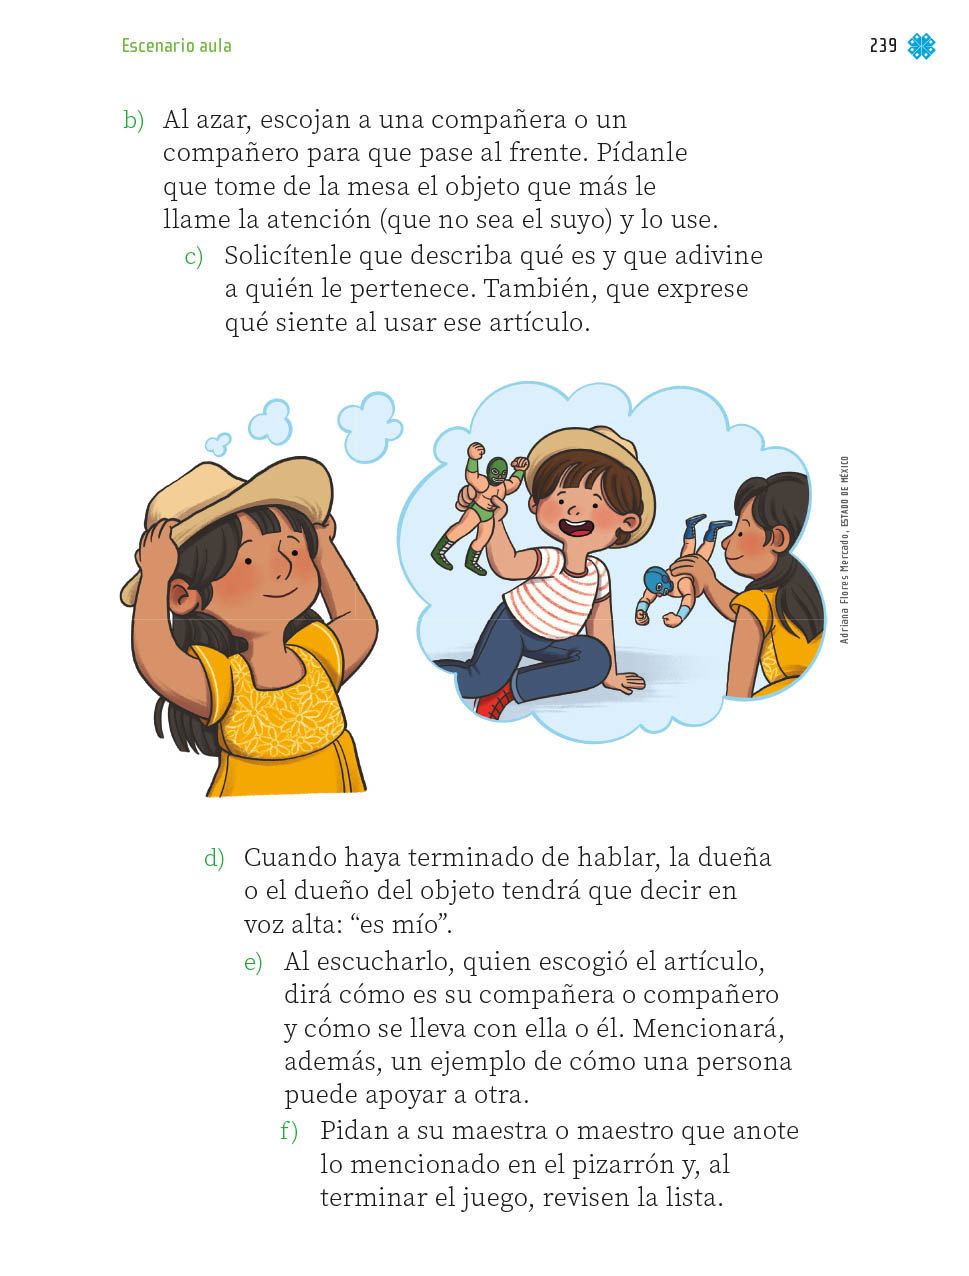 Escenario aula
239
b) Al azar, escojan a una compañera o un
compañero para que pase al frente. Pídanle
que tome de la mesa el objeto que más le
llame la atención (que no sea el suyo) y lo use.
c) Solicítenle que describa qué es y que adivine
a quién le pertenece. También, que exprese
qué siente al usar ese artículo.
Adriana Flores Mercado, ESTADO DE MÉXICO
d) Cuando haya terminado de hablar, la dueña
o el dueño del objeto tendrá que decir en
voz alta: “es mío”.
e) Al escucharlo, quien escogió el artículo,
dirá cómo es su compañera o compañero
y cómo se lleva con ella o él. Mencionará,
además, un ejemplo de cómo una persona
puede apoyar a otra.
f) Pidan a su maestra o maestro que anote
lo mencionado en el pizarrón y, al
terminar el juego, revisen la lista.